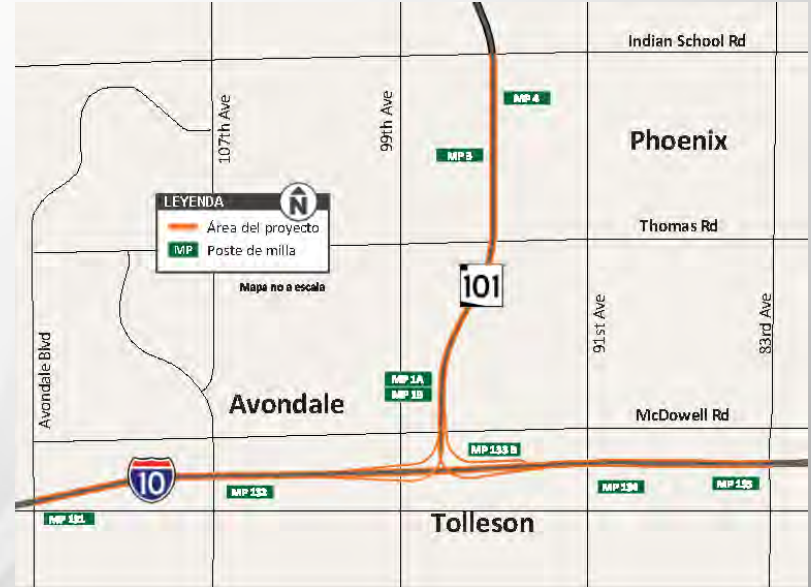 Indian School Rd
MP 4
107th Ave
99th Ave
MP 3
Phoenix
LEYENDA
N
Área del proyecto
MP Poste de milla
Thomas Rd
Mapa no a escala
101
91st Ave
83rd Ave
Avondale Blvd
MP 1A
MP 1B
Avondale
McDowell Rd
10
MP 132
MP 134
MP 135
MP 131
Tolleson